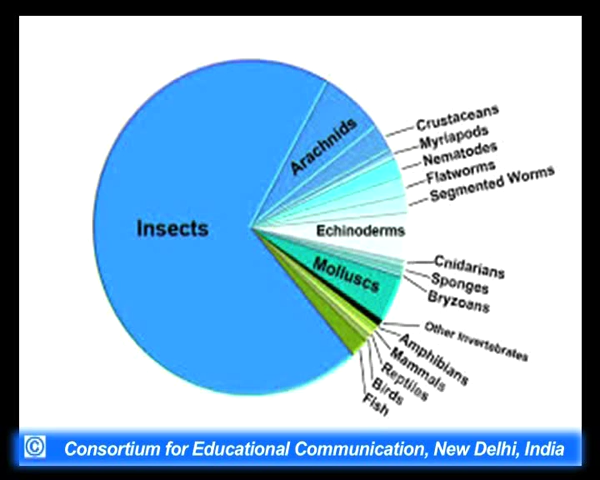 Crustaceans
Myriapods
Nematodes
Flatworms
Segmented Worms
Arachnids
Insects
Echinoderms
Cnidarians
Sponges
Bryzoans
Molluscs
Other Invertebrates
Amphibians
Mammals
Reptiles
Birds
Fish
© Consortium for Educational Communication, New Delhi, India